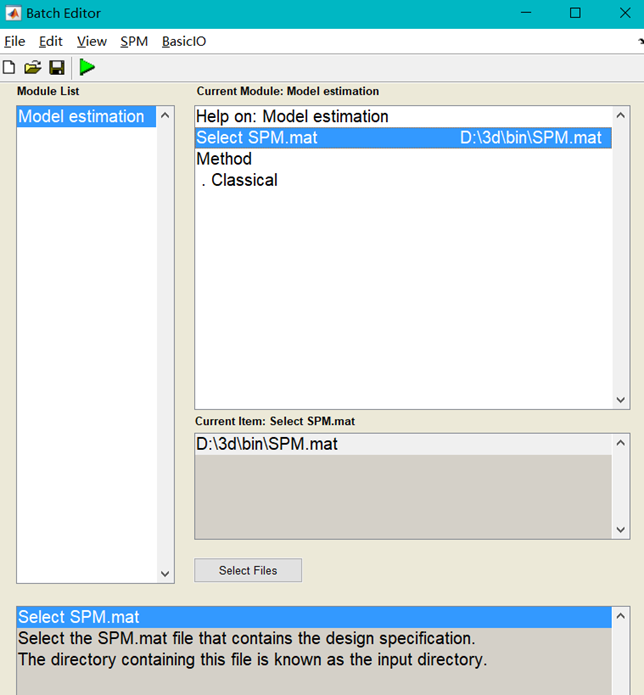 Batch Editor
File Edit View SPM BasicIO
Module List
Model estimation
Current Module: Model estimation
Help on: Model estimation
Select SPM.mat D:\3d\bin\SPM.mat
Method
. Classical
Current Item: Select SPM.mat
D:\3d\bin\SPM.mat
Select Files
Select SPM.mat
Select the SPM.mat file that contains the design specification.
The directory containing this file is known as the input directory.